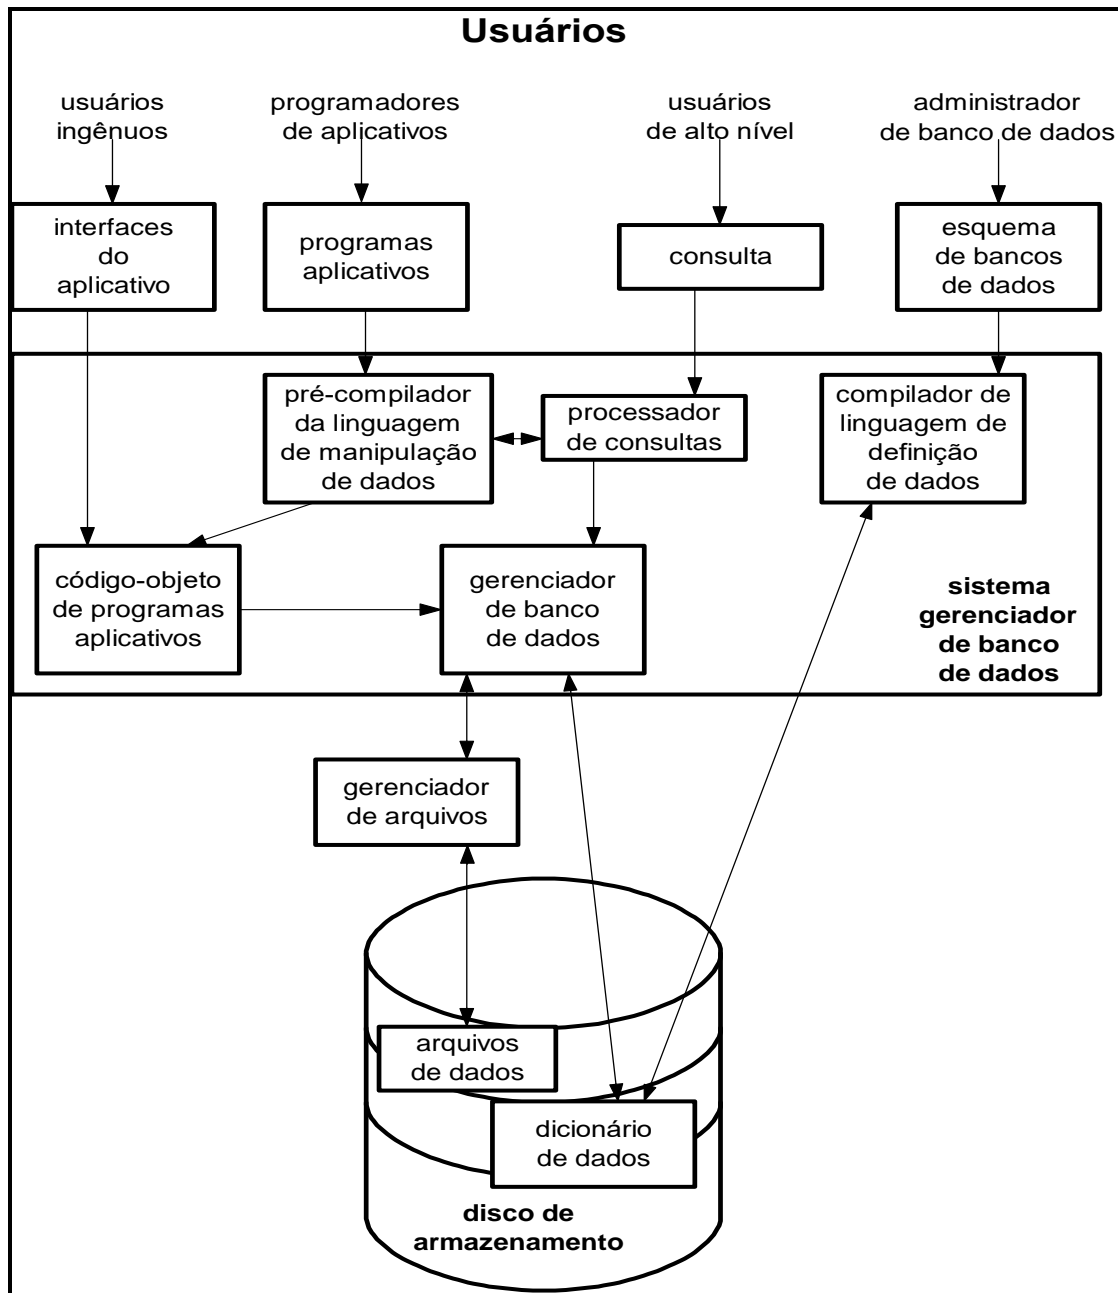 Usuários
usuários
ingênuos
programadores
de aplicativos
usuários
de alto nível
administrador
de banco de dados
interfaces
do
aplicativo
programas
aplicativos
consulta
esquema
de bancos
de dados
pré-compilador
da linguagem
de manipulação
de dados
processador
de consultas
compilador de
linguagem de
definição
de dados
código-objeto
de programas
aplicativos
gerenciador
de banco
de dados
sistema
gerenciador
de banco
de dados
gerenciador
de arquivos
arquivos
de dados
dicionário
de dados
disco de
armazenamento